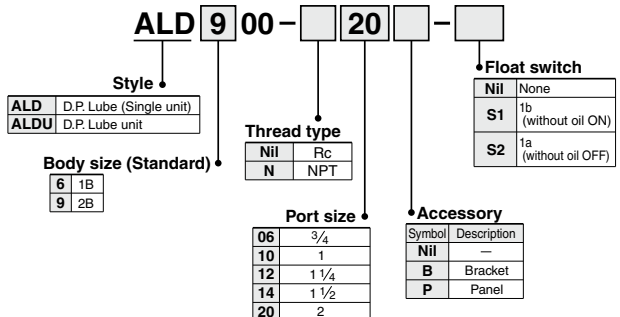 ALD 9 00 – 20 –
Style
ALD D.P. Lube (Single unit)
ALDU D.P. Lube unit
Body size (Standard)
6 1B
9 2B
Thread type
Nil Rc
N NPT
Port size
06 3/4
10 1
12 1 1/4
14 1 1/2
20 2
Accessory
Symbol Description
Nil —
B Bracket
P Panel
Float switch
Nil None
S1 1b
(without oil ON)
S2 1a
(without oil OFF)